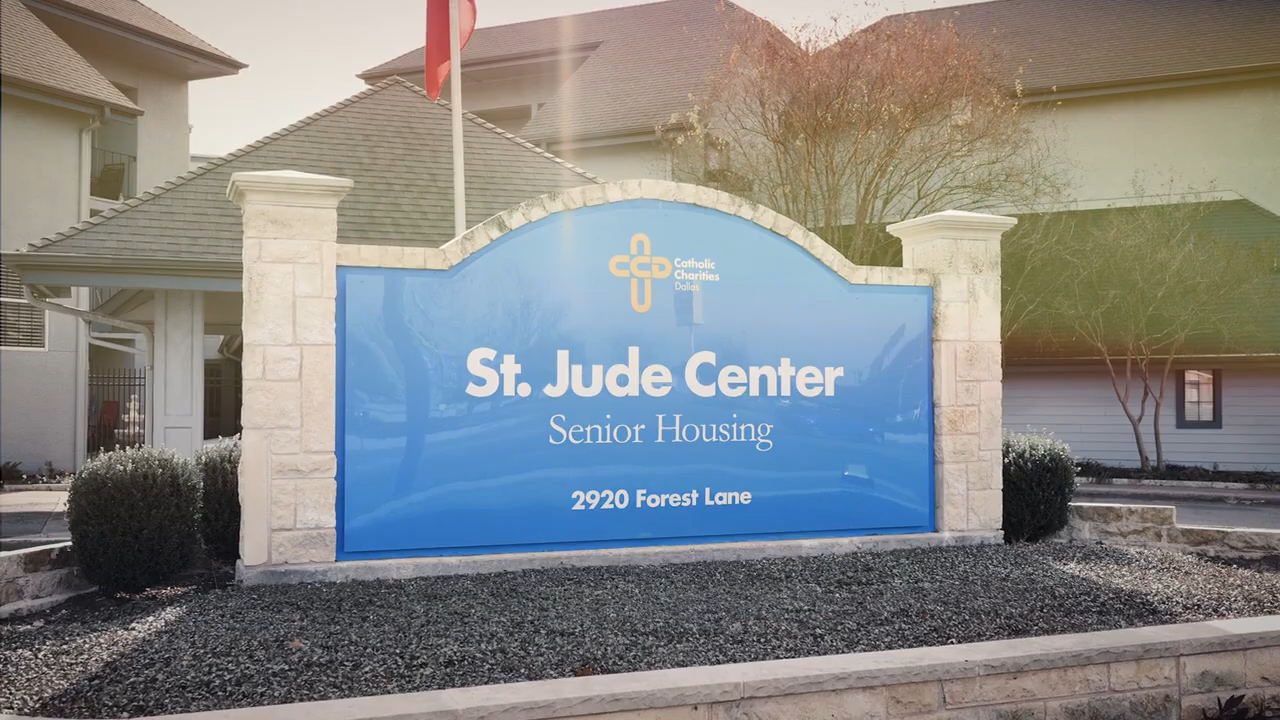 Catholic
Charities
Dallas
St. Jude Center
Senior Housing
2920 Forest Lane